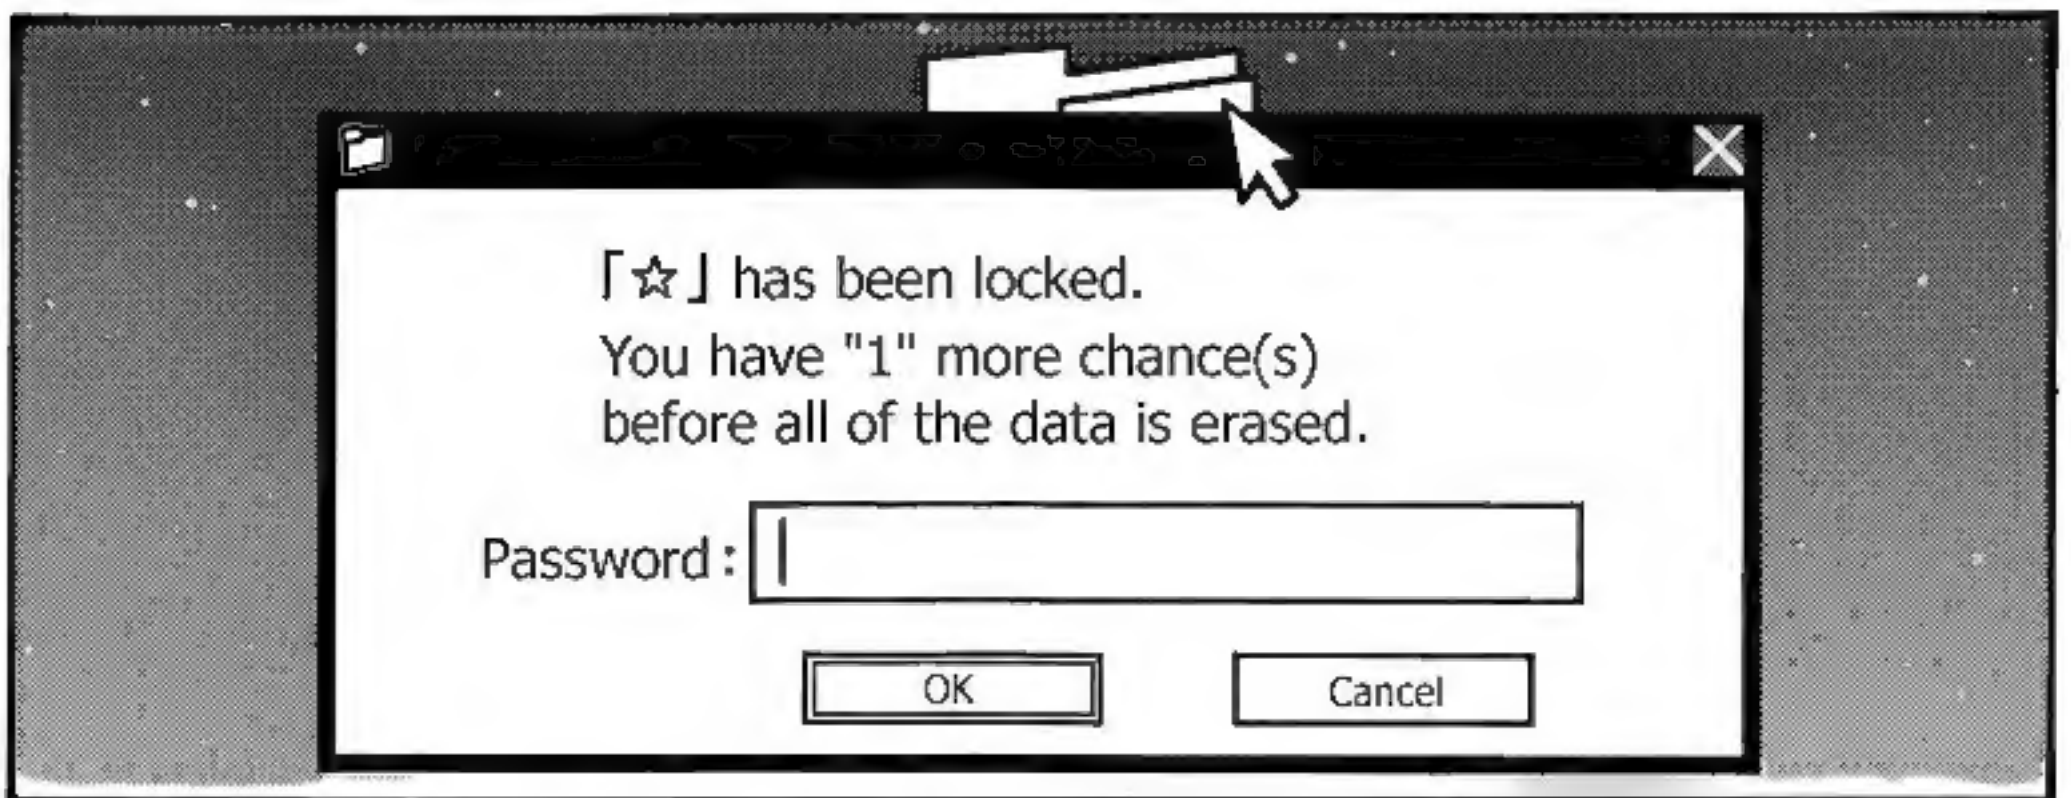 「☆」 has been locked.
You have "1" more chance(s)
before all of the data is erased.
Password:
OK
Cancel